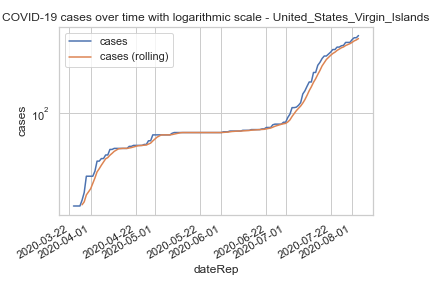 COVID-19 cases over time with logarithmic scale - United_States_Virgin_Islands
cases
cases (rolling)
cases
10²
2020-03-22
2020-04-01
2020-04-22
2020-05-01
2020-05-22
2020-06-01
2020-06-22
2020-07-01
2020-07-22
2020-08-01
dateRep